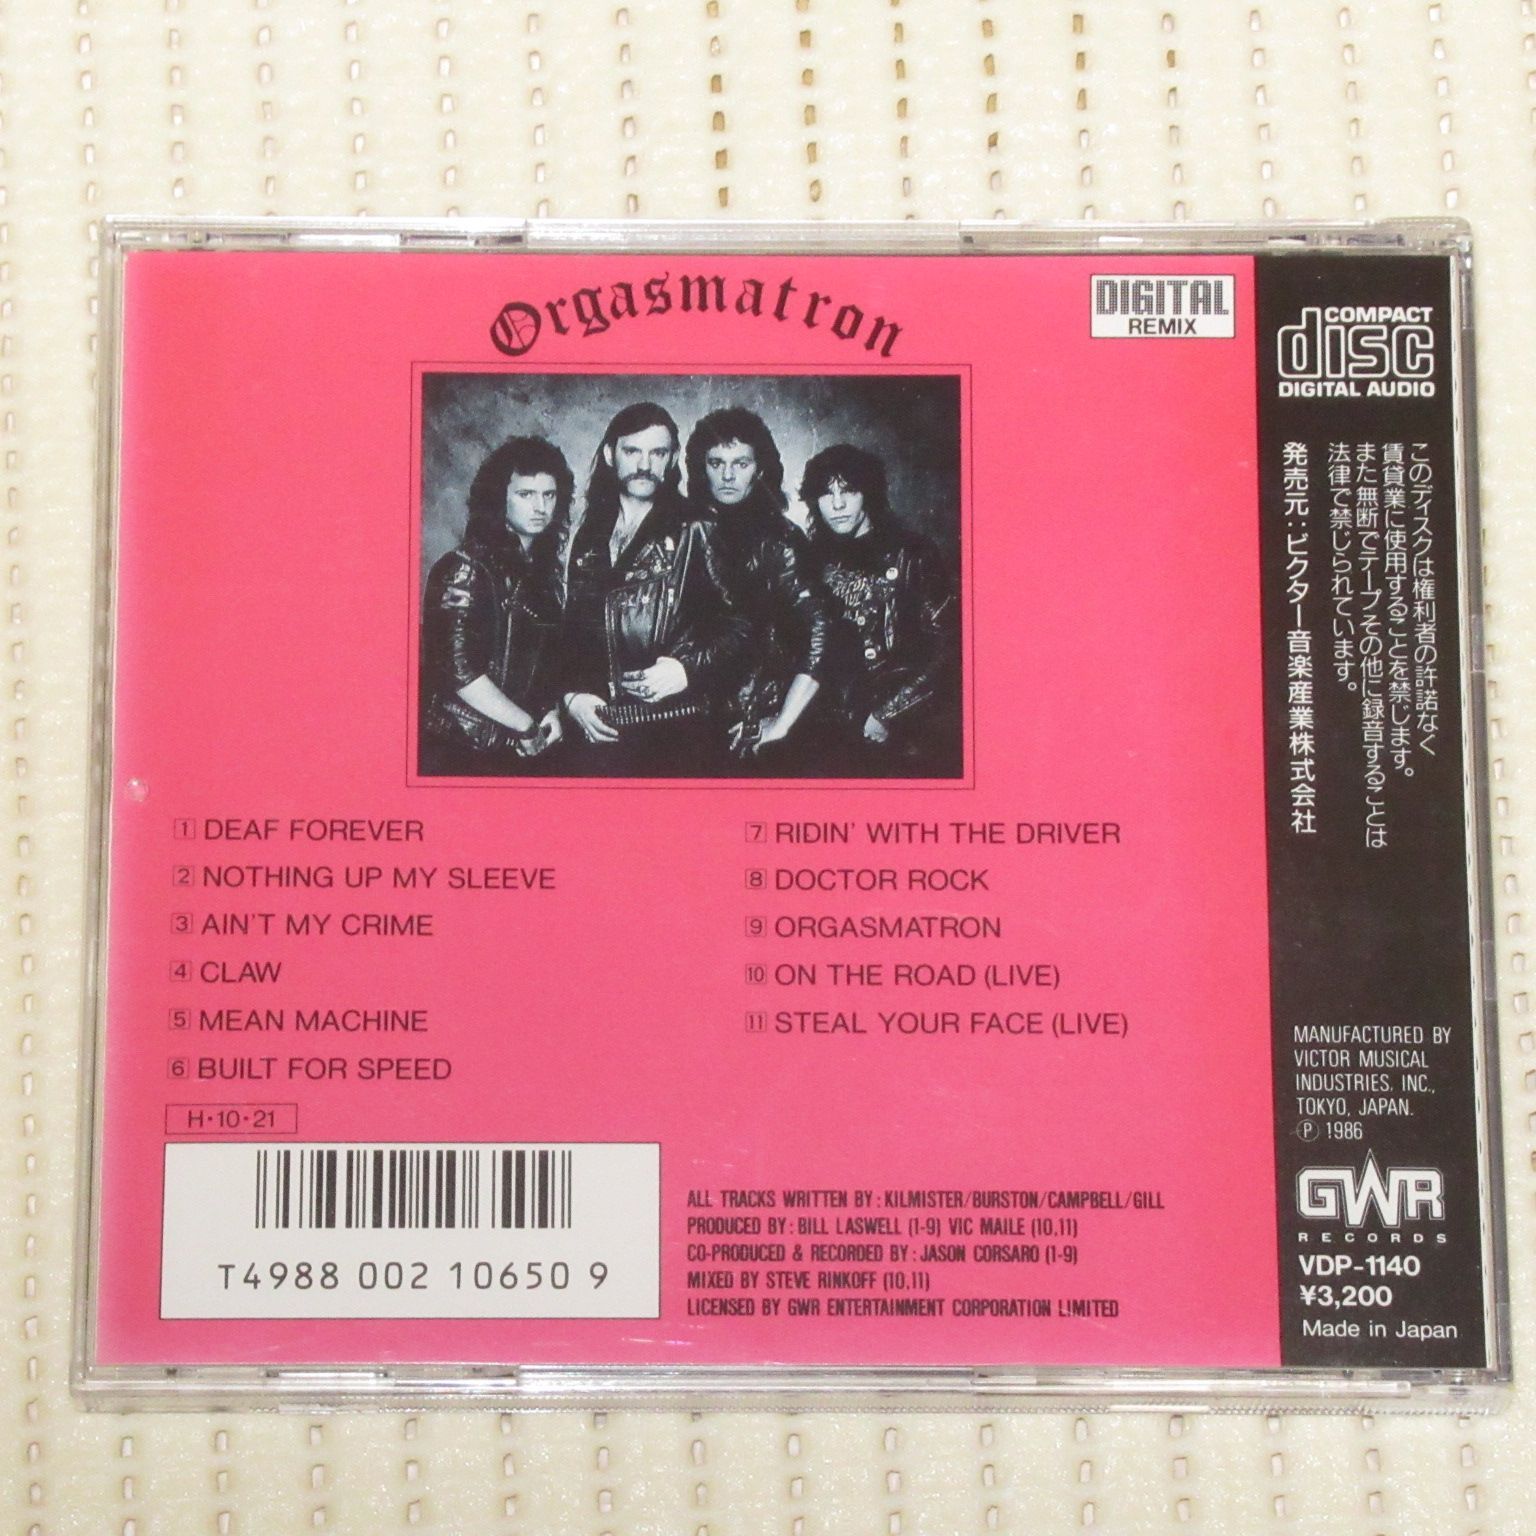 Orgasmatron
DIGITAL
REMIX
1 DEAF FOREVER
2 NOTHING UP MY SLEEVE
3 AIN'T MY CRIME
4 CLAW
5 MEAN MACHINE
6 BUILT FOR SPEED
7 RIDIN' WITH THE DRIVER
8 DOCTOR ROCK
9 ORGASMATRON
10 ON THE ROAD (LIVE)
11 STEAL YOUR FACE (LIVE)
H•10•21
T4988 002 10650 9
ALL TRACKS WRITTEN BY : KILMISTER/BURSTON/CAMPBELL/GILL
PRODUCED BY : BILL LASWELL (1-9) VIC MAILE (10,11)
CO-PRODUCED & RECORDED BY : JASON CORSARO (1-9)
MIXED BY STEVE RINKOFF (10,11)
LICENSED BY GWR ENTERTAINMENT CORPORATION LIMITED
COMPACT
disc
DIGITAL AUDIO
このディスクは権利者の許諾なく
賃貸業に使用することを禁じます。
また無断でテープその他に録音することは
法律で禁じられています。
発売元:ビクター音楽産業株式会社
MANUFACTURED BY
VICTOR MUSICAL
INDUSTRIES. INC.,
TOKYO, JAPAN.
Ⓟ 1986
GWR
RECORDS
VDP-1140
¥3,200
Made in Japan